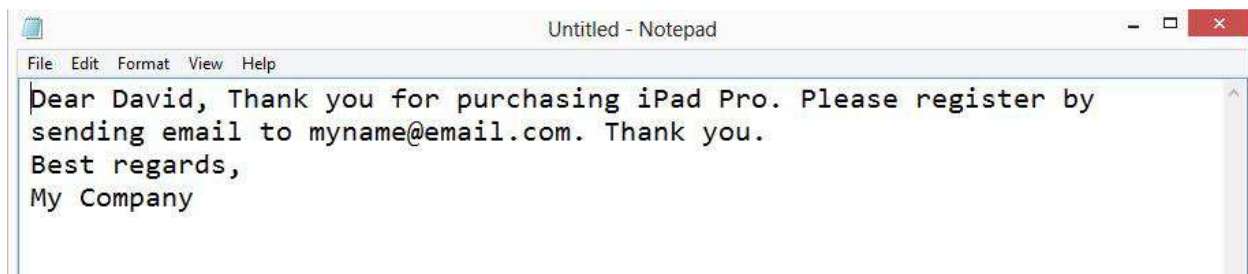 Untitled - Notepad
File Edit Format View Help
Dear David, Thank you for purchasing iPad Pro. Please register by
sending email to myname@email.com. Thank you.
Best regards,
My Company